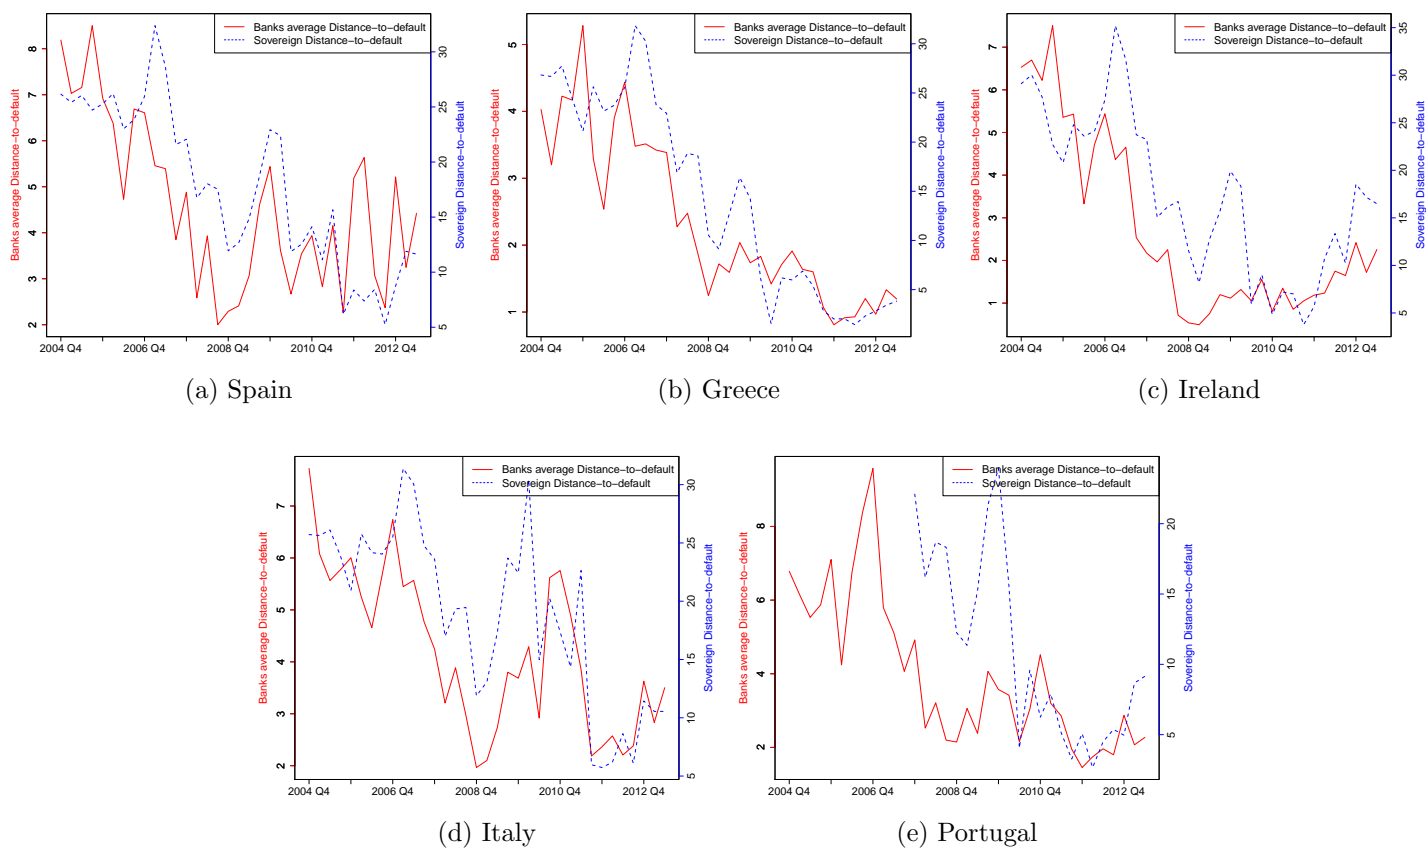 Banks average Distance−to−default
Sovereign Distance−to−default
Banks average Distance−to−default
2 3 4 5 6 7 8
5 10 15 20 25 30
Sovereign Distance−to−default
2004 Q4 2006 Q4 2008 Q4 2010 Q4 2012 Q4
(a) Spain
Banks average Distance−to−default
Sovereign Distance−to−default
Banks average Distance−to−default
1 2 3 4 5
5 10 15 20 25 30
Sovereign Distance−to−default
2004 Q4 2006 Q4 2008 Q4 2010 Q4 2012 Q4
(b) Greece
Banks average Distance−to−default
Sovereign Distance−to−default
Banks average Distance−to−default
1 2 3 4 5 6 7
5 10 15 20 25 30 35
Sovereign Distance−to−default
2004 Q4 2006 Q4 2008 Q4 2010 Q4 2012 Q4
(c) Ireland
Banks average Distance−to−default
Sovereign Distance−to−default
Banks average Distance−to−default
2 3 4 5 6 7
5 10 15 20 25 30
Sovereign Distance−to−default
2004 Q4 2006 Q4 2008 Q4 2010 Q4 2012 Q4
(d) Italy
Banks average Distance−to−default
Sovereign Distance−to−default
Banks average Distance−to−default
2 4 6 8
5 10 15 20
Sovereign Distance−to−default
2004 Q4 2006 Q4 2008 Q4 2010 Q4 2012 Q4
(e) Portugal